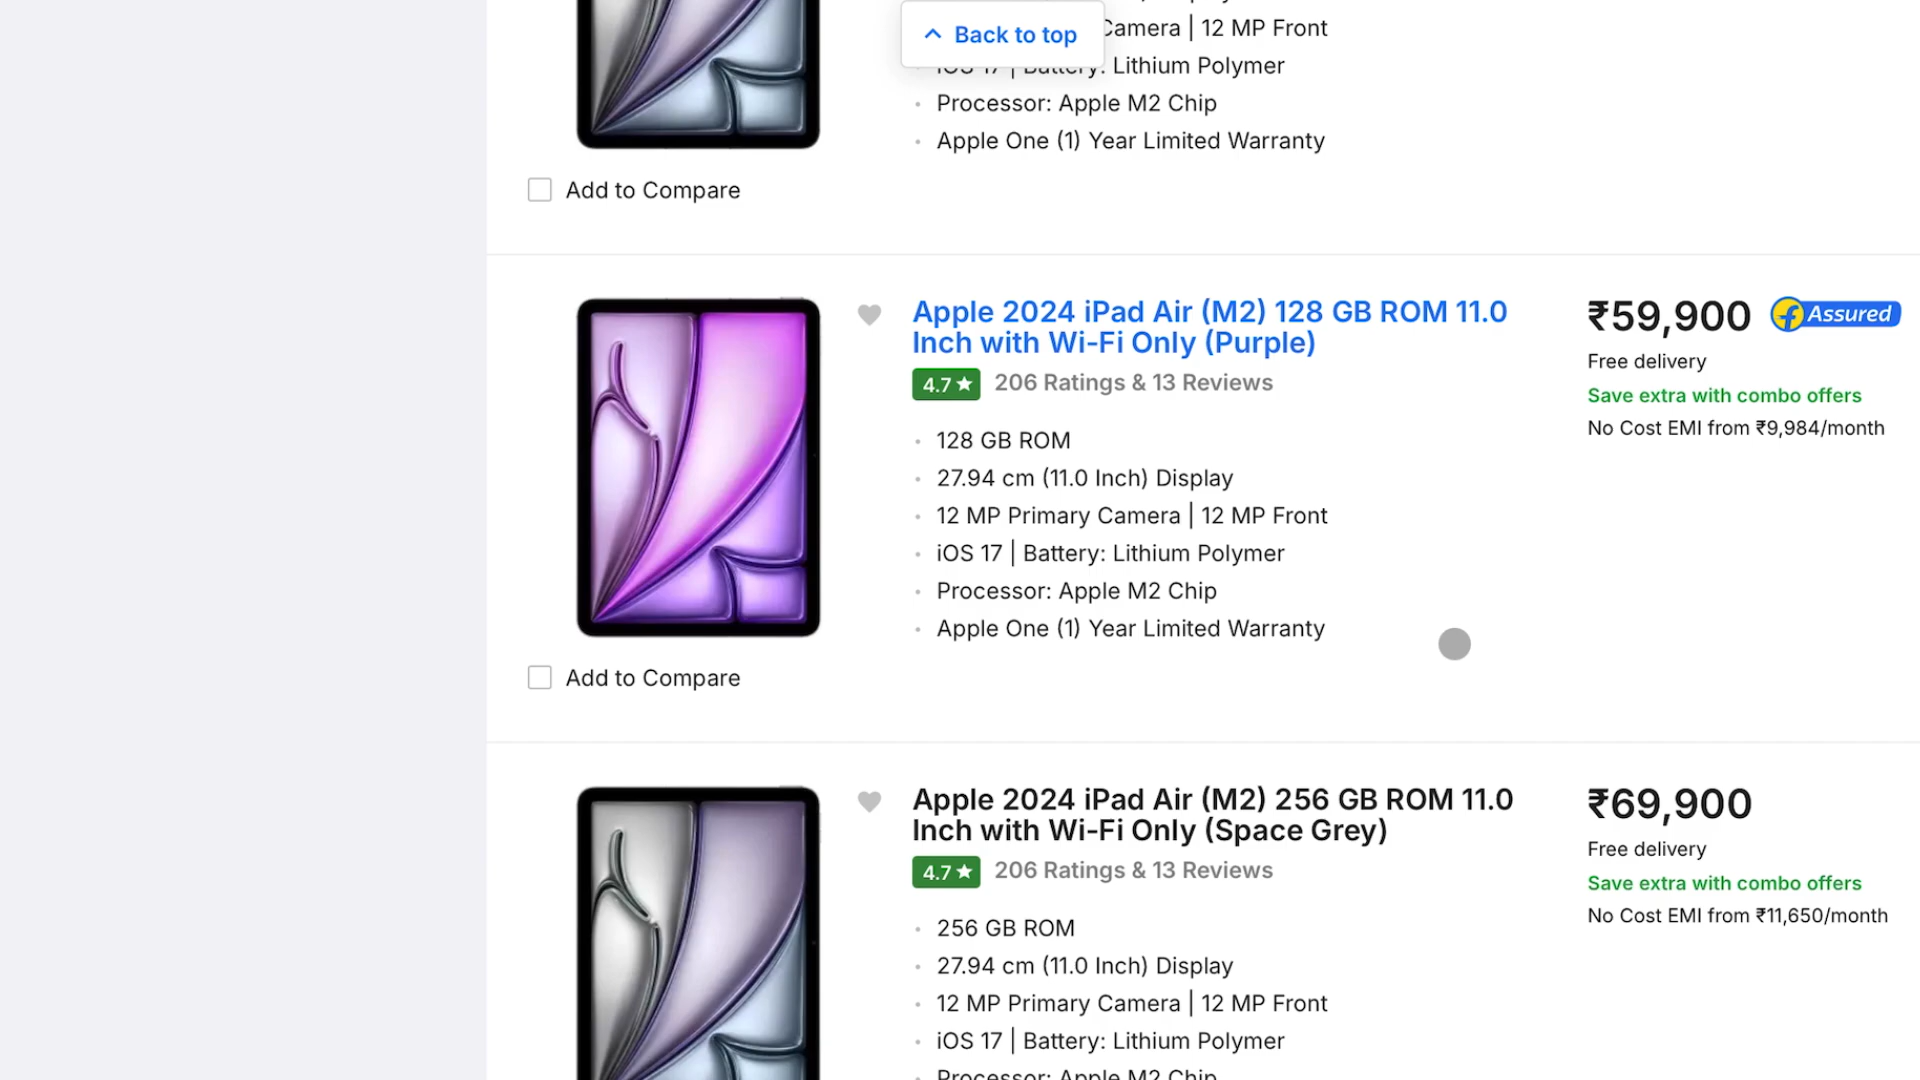 Back to top
Camera | 12 MP Front
iOS 17 | Battery: Lithium Polymer
Processor: Apple M2 Chip
Apple One (1) Year Limited Warranty
Add to Compare
Apple 2024 iPad Air (M2) 128 GB ROM 11.0
Inch with Wi-Fi Only (Purple)
4.7★ 206 Ratings & 13 Reviews
128 GB ROM
27.94 cm (11.0 Inch) Display
12 MP Primary Camera | 12 MP Front
iOS 17 | Battery: Lithium Polymer
Processor: Apple M2 Chip
Apple One (1) Year Limited Warranty
Add to Compare
₹59,900 Assured
Free delivery
Save extra with combo offers
No Cost EMI from ₹9,984/month
Apple 2024 iPad Air (M2) 256 GB ROM 11.0
Inch with Wi-Fi Only (Space Grey)
4.7★ 206 Ratings & 13 Reviews
256 GB ROM
27.94 cm (11.0 Inch) Display
12 MP Primary Camera | 12 MP Front
iOS 17 | Battery: Lithium Polymer
Processor: Apple M2 Chip
₹69,900
Free delivery
Save extra with combo offers
No Cost EMI from ₹11,650/month